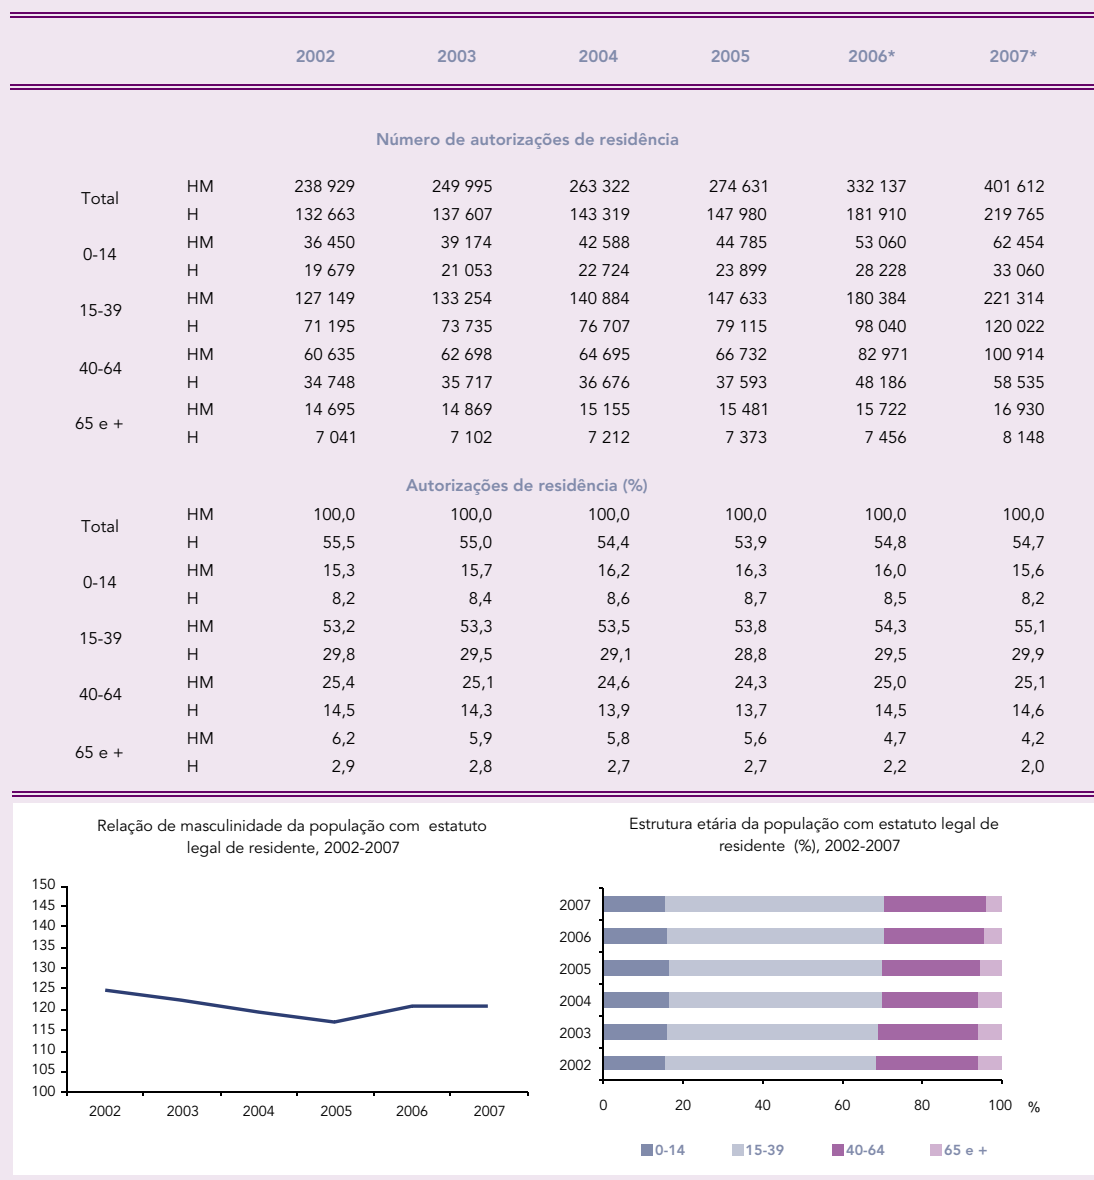 2002 2003 2004 2005 2006* 2007*
Número de autorizações de residência
Total HM 238 929 249 995 263 322 274 631 332 137 401 612
H 132 663 137 607 143 319 147 980 181 910 219 765
0-14 HM 36 450 39 174 42 588 44 785 53 060 62 454
H 19 679 21 053 22 724 23 899 28 228 33 060
15-39 HM 127 149 133 254 140 884 147 633 180 384 221 314
H 71 195 73 735 76 707 79 115 98 040 120 022
40-64 HM 60 635 62 698 64 695 66 732 82 971 100 914
H 34 748 35 717 36 676 37 593 48 186 58 535
65 e + HM 14 695 14 869 15 155 15 481 15 722 16 930
H 7 041 7 102 7 212 7 373 7 456 8 148
Autorizações de residência (%)
Total HM 100,0 100,0 100,0 100,0 100,0 100,0
H 55,5 55,0 54,4 53,9 54,8 54,7
0-14 HM 15,3 15,7 16,2 16,3 16,0 15,6
H 8,2 8,4 8,6 8,7 8,5 8,2
15-39 HM 53,2 53,3 53,5 53,8 54,3 55,1
H 29,8 29,5 29,1 28,8 29,5 29,9
40-64 HM 25,4 25,1 24,6 24,3 25,0 25,1
H 14,5 14,3 13,9 13,7 14,5 14,6
65 e + HM 6,2 5,9 5,8 5,6 4,7 4,2
H 2,9 2,8 2,7 2,7 2,2 2,0
Relação de masculinidade da população com estatuto
legal de residente, 2002-2007
150
145
140
135
130
125
120
115
110
105
100
2002 2003 2004 2005 2006 2007
Estrutura etária da população com estatuto legal de
residente (%), 2002-2007
2007
2006
2005
2004
2003
2002
0 20 40 60 80 100 %
0-14 15-39 40-64 65 e +